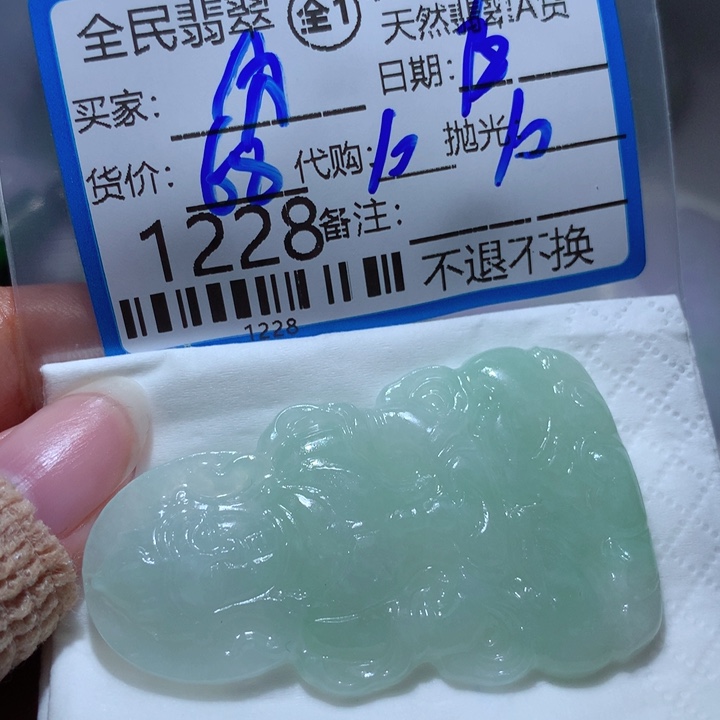 全民翡翠 全1 天然翡翠A货
买家: 日期:
货价: 68 代购: 抛光
1228 备注:
不退不换
1228